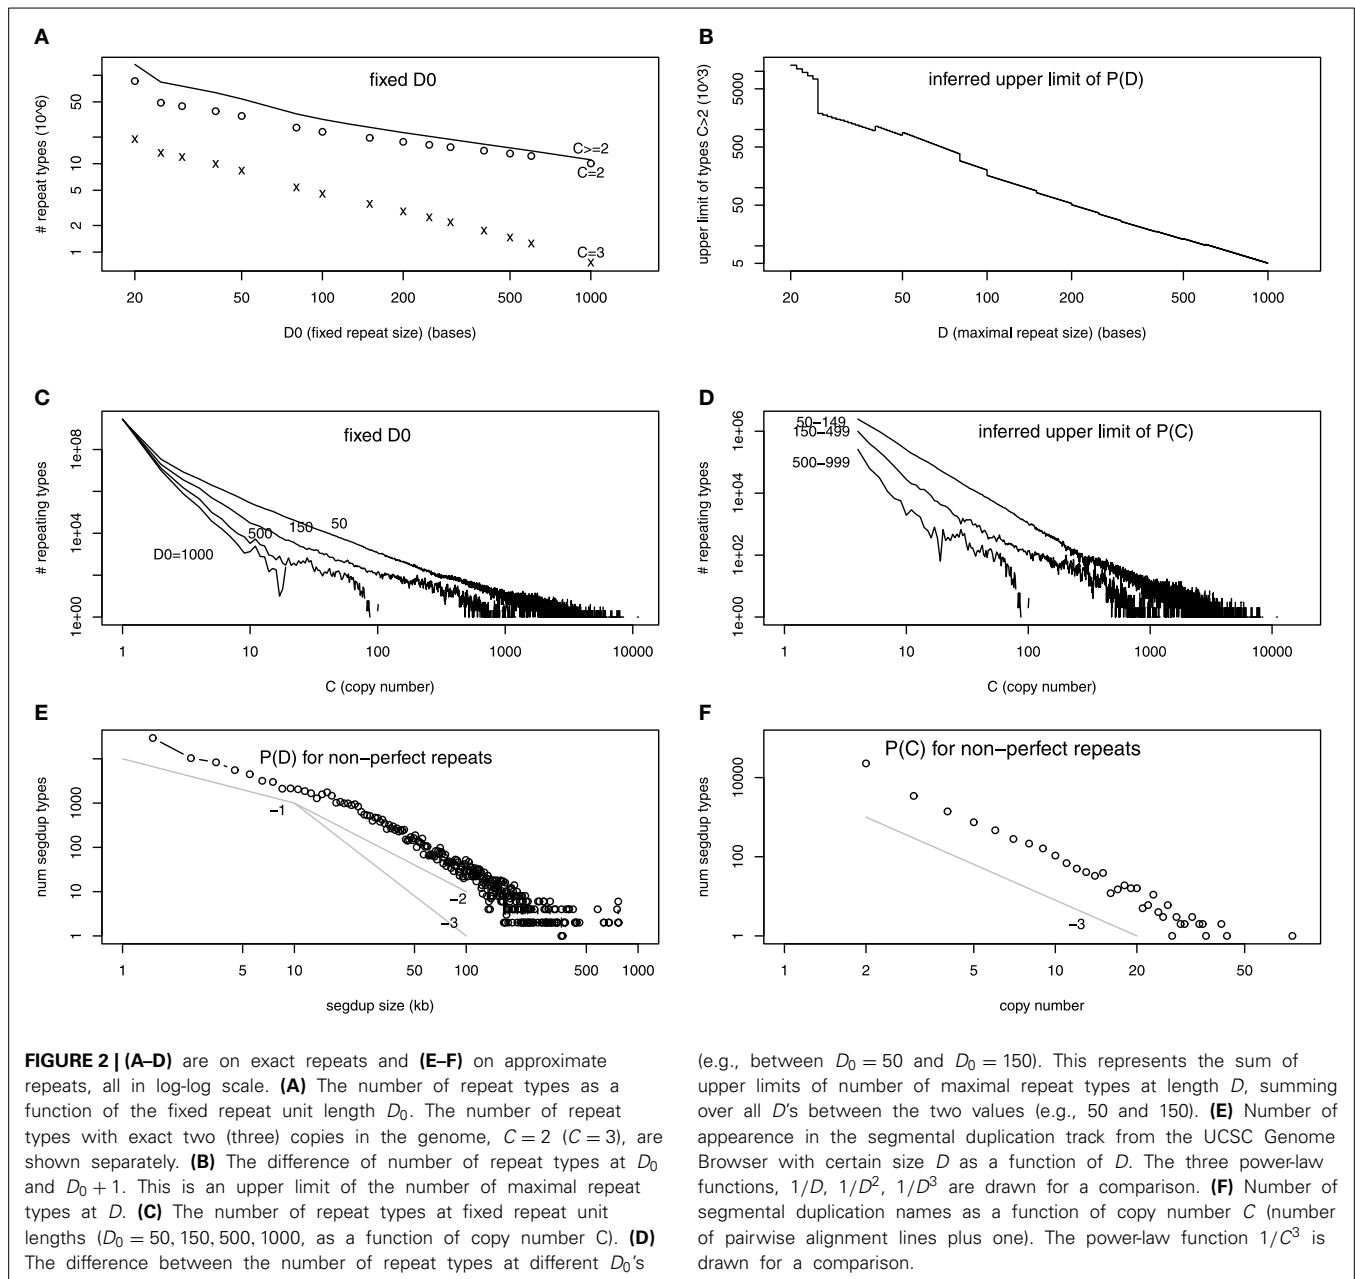 A
fixed D0
# repeat types (10^6)
50
10
5
2
1
C>=2
C=2
C=3
20
50
100
200
500
1000
D0 (fixed repeat size) (bases)
B
inferred upper limit of P(D)
upper limit of types C>2 (10^3)
5000
500
50
5
20
50
100
200
500
1000
D (maximal repeat size) (bases)
C
fixed D0
# repeating types
1e+08
1e+04
1e+00
50
150
500
D0=1000
1
10
100
1000
10000
C (copy number)
D
inferred upper limit of P(C)
# repeating types
1e+06
1e+04
1e+02
1e+00
50−149
150−499
500−999
1
10
100
1000
10000
C (copy number)
E
P(D) for non−perfect repeats
num segdup types
1000
100
10
1
−1
−2
−3
1
5
10
50
100
500
1000
segdup size (kb)
F
P(C) for non−perfect repeats
num segdup types
10000
100
1
−3
1
2
5
10
20
50
copy number
FIGURE 2 | (A–D) are on exact repeats and (E–F) on approximate
repeats, all in log-log scale. (A) The number of repeat types as a
function of the fixed repeat unit length D₀. The number of repeat
types with exact two (three) copies in the genome, C = 2 (C = 3), are
shown separately. (B) The difference of number of repeat types at D₀
and D₀ + 1. This is an upper limit of the number of maximal repeat
types at D. (C) The number of repeat types at fixed repeat unit
lengths (D₀ = 50, 150, 500, 1000, as a function of copy number C). (D)
The difference between the number of repeat types at different D₀'s
(e.g., between D₀ = 50 and D₀ = 150). This represents the sum of
upper limits of number of maximal repeat types at length D, summing
over all D's between the two values (e.g., 50 and 150). (E) Number of
appearence in the segmental duplication track from the UCSC Genome
Browser with certain size D as a function of D. The three power-law
functions, 1/D, 1/D², 1/D³ are drawn for a comparison. (F) Number of
segmental duplication names as a function of copy number C (number
of pairwise alignment lines plus one). The power-law function 1/C³ is
drawn for a comparison.